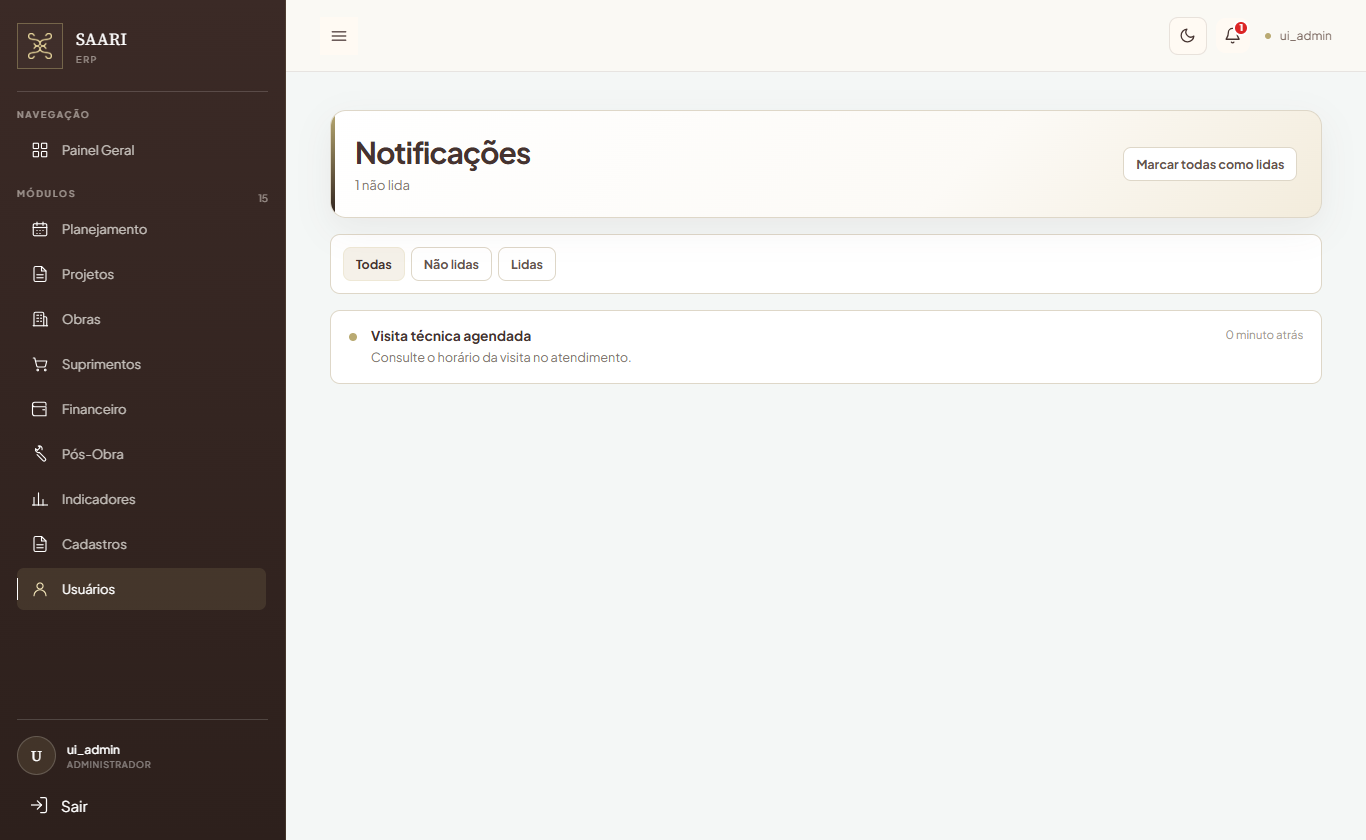 SAARI
ERP
NAVEGAÇÃO
Painel Geral
MÓDULOS
15
Planejamento
Projetos
Obras
Suprimentos
Financeiro
Pós-Obra
Indicadores
Cadastros
Usuários
U
ui_admin
ADMINISTRADOR
Sair
1
ui_admin
Notificações
1 não lida
Marcar todas como lidas
Todas
Não lidas
Lidas
Visita técnica agendada
0 minuto atrás
Consulte o horário da visita no atendimento.